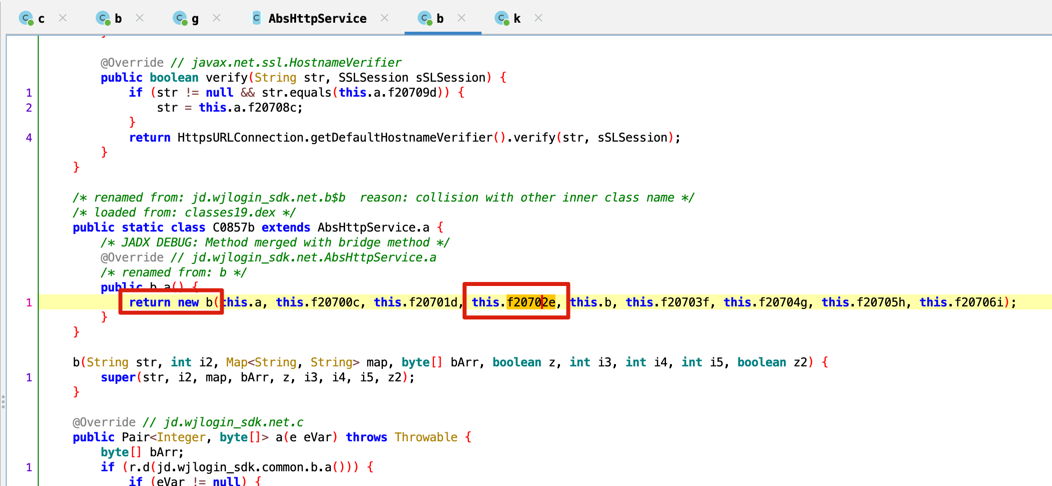 c b g AbsHttpService b k
}
@Override // javax.net.ssl.HostnameVerifier
public boolean verify(String str, SSLSession sSLSession) {
1 if (str != null && str.equals(this.a.f20709d)) {
2 str = this.a.f20708c;
}
4 return HttpsURLConnection.getDefaultHostnameVerifier().verify(str, sSLSession);
}
}
/* renamed from: jd.wjlogin_sdk.net.b$b  reason: collision with other inner class name */
/* loaded from: classes19.dex */
public static class C0857b extends AbsHttpService.a {
/* JADX DEBUG: Method merged with bridge method */
@Override // jd.wjlogin_sdk.net.AbsHttpService.a
/* renamed from: b */
public b a() {
1 return new b(this.a, this.f20700c, this.f20701d, this.f20702e, this.b, this.f20703f, this.f20704g, this.f20705h, this.f20706i);
}
}
b(String str, int i2, Map<String, String> map, byte[] bArr, boolean z, int i3, int i4, int i5, boolean z2) {
1 super(str, i2, map, bArr, z, i3, i4, i5, z2);
}
@Override // jd.wjlogin_sdk.net.c
public Pair<Integer, byte[]> a(e eVar) throws Throwable {
byte[] bArr;
1 if (r.d(jd.wjlogin_sdk.common.b.a())) {
if (eVar != null) {